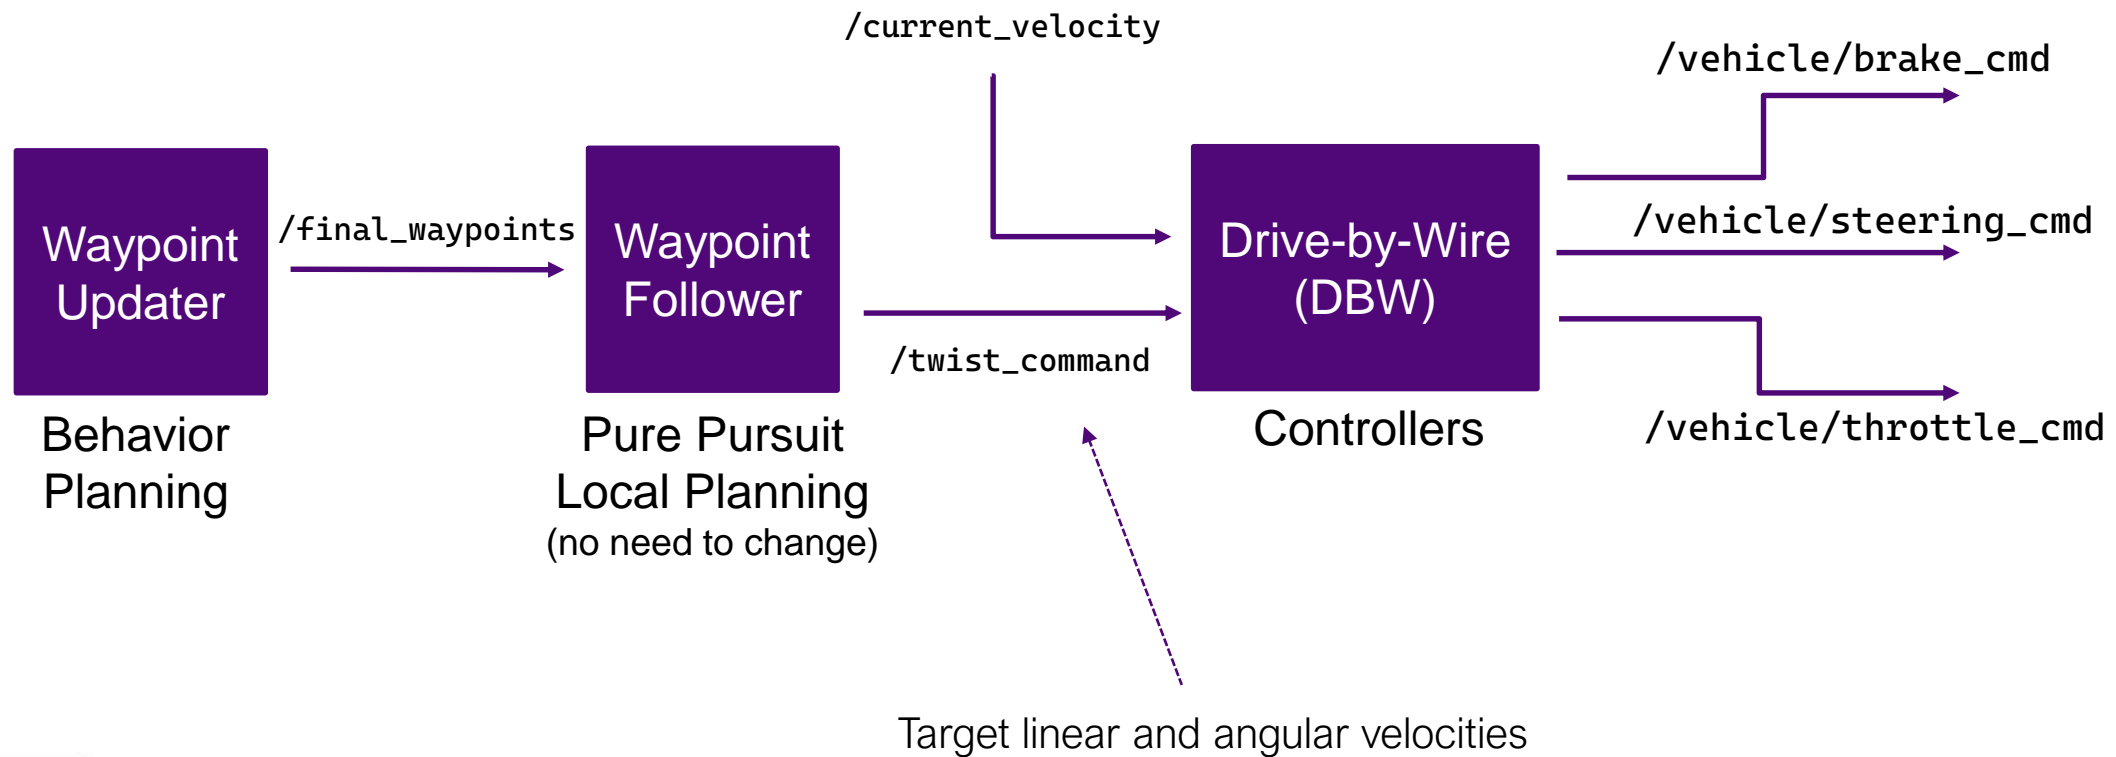 /current_velocity
/vehicle/brake_cmd
Waypoint
Updater
/final_waypoints
Waypoint
Follower
Drive-by-Wire
(DBW)
/vehicle/steering_cmd
/twist_command
Behavior
Planning
Pure Pursuit
Local Planning
(no need to change)
Controllers
/vehicle/throttle_cmd
Target linear and angular velocities